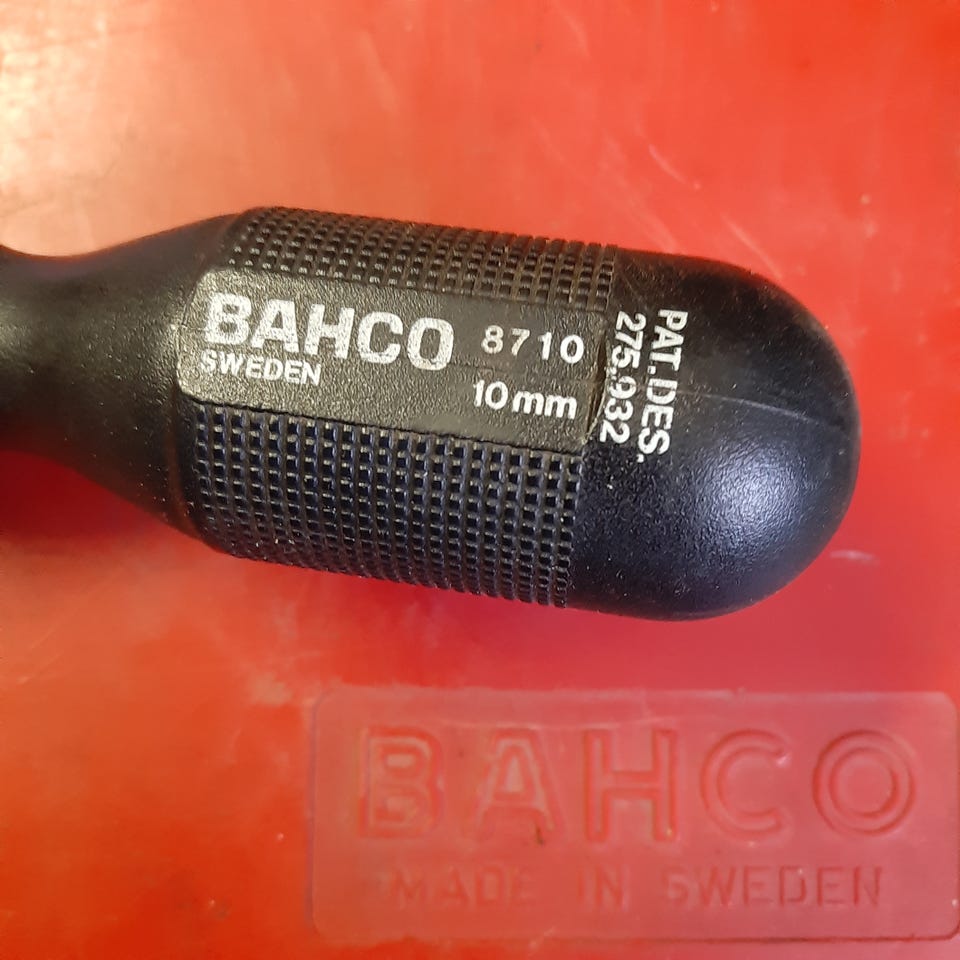 BAHCO 8710
SWEDEN
10mm
PAT.DES.
275,932
BAHCO
MADE IN SWEDEN